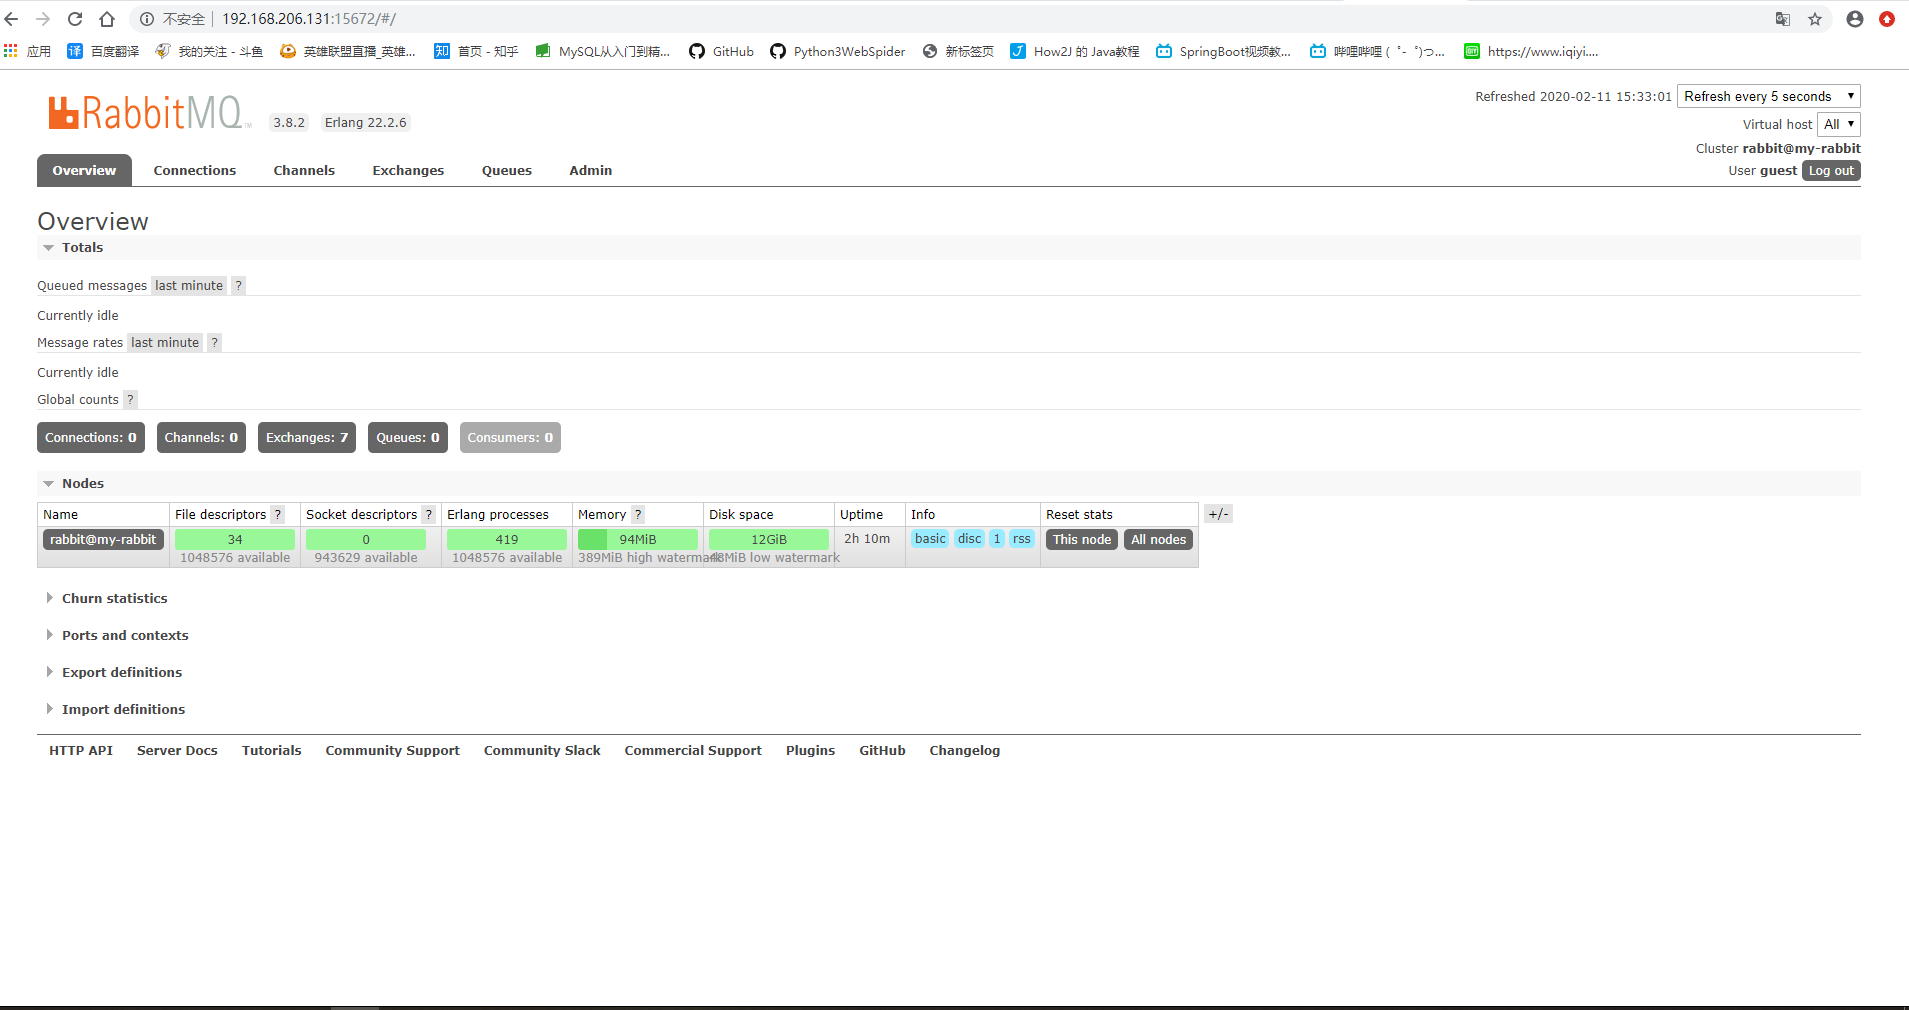 不安全 | 192.168.206.131:15672/#/
应用 百度翻译 我的关注 - 斗鱼 英雄联盟直播_英雄... 首页 - 知乎 MySQL从入门到精... GitHub Python3WebSpider 新标签页 How2J 的 Java教程 SpringBoot视频教... 哔哩哔哩 ( ゜- ゜)つ... https://www.iqiyi....
RabbitMQ TM 3.8.2 Erlang 22.2.6
Refreshed 2020-02-11 15:33:01 Refresh every 5 seconds
Virtual host All
Cluster rabbit@my-rabbit
User guest Log out
Overview Connections Channels Exchanges Queues Admin
Overview
Totals
Queued messages last minute ?
Currently idle
Message rates last minute ?
Currently idle
Global counts ?
Connections: 0 Channels: 0 Exchanges: 7 Queues: 0 Consumers: 0
Nodes
Name File descriptors ? Socket descriptors ? Erlang processes Memory ? Disk space Uptime Info Reset stats +/-
rabbit@my-rabbit 34 0 419 94MiB 12GiB 2h 10m basic disc 1 rss This node All nodes
1048576 available 943629 available 1048576 available 389MiB high watermark 48MiB low watermark
Churn statistics
Ports and contexts
Export definitions
Import definitions
HTTP API Server Docs Tutorials Community Support Community Slack Commercial Support Plugins GitHub Changelog